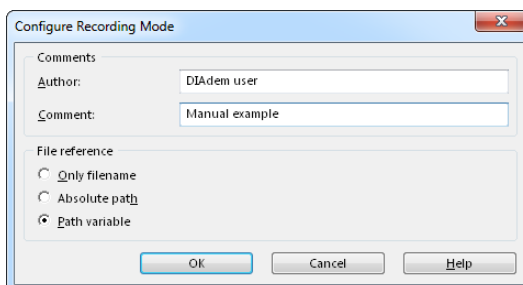 Configure Recording Mode
Comments
Author: DIAdem user
Comment: Manual example
File reference
Only filename
Absolute path
Path variable
OK Cancel Help